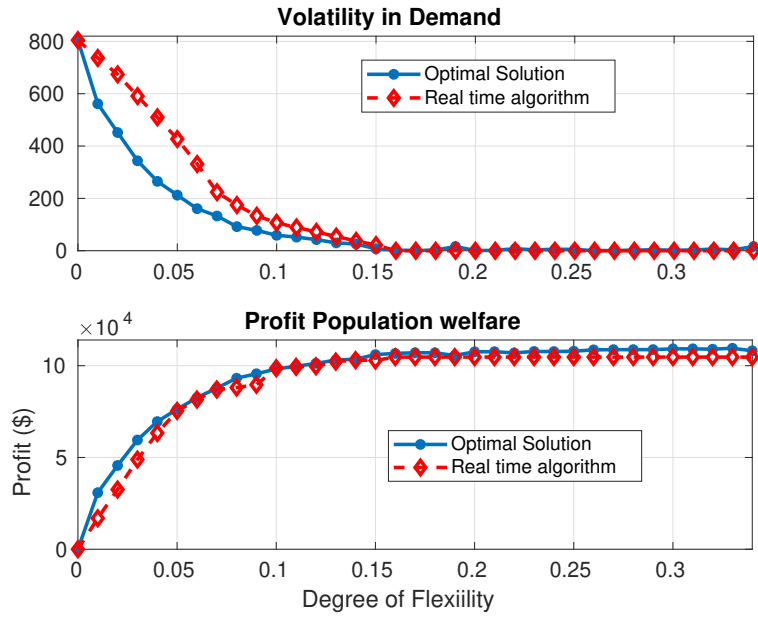 Volatility in Demand
800
600
400
200
0
Optimal Solution
Real time algorithm
0 0.05 0.1 0.15 0.2 0.25 0.3
×10⁴
Profit Population welfare
10
5
0
Profit ($)
Optimal Solution
Real time algorithm
0 0.05 0.1 0.15 0.2 0.25 0.3
Degree of Flexiility